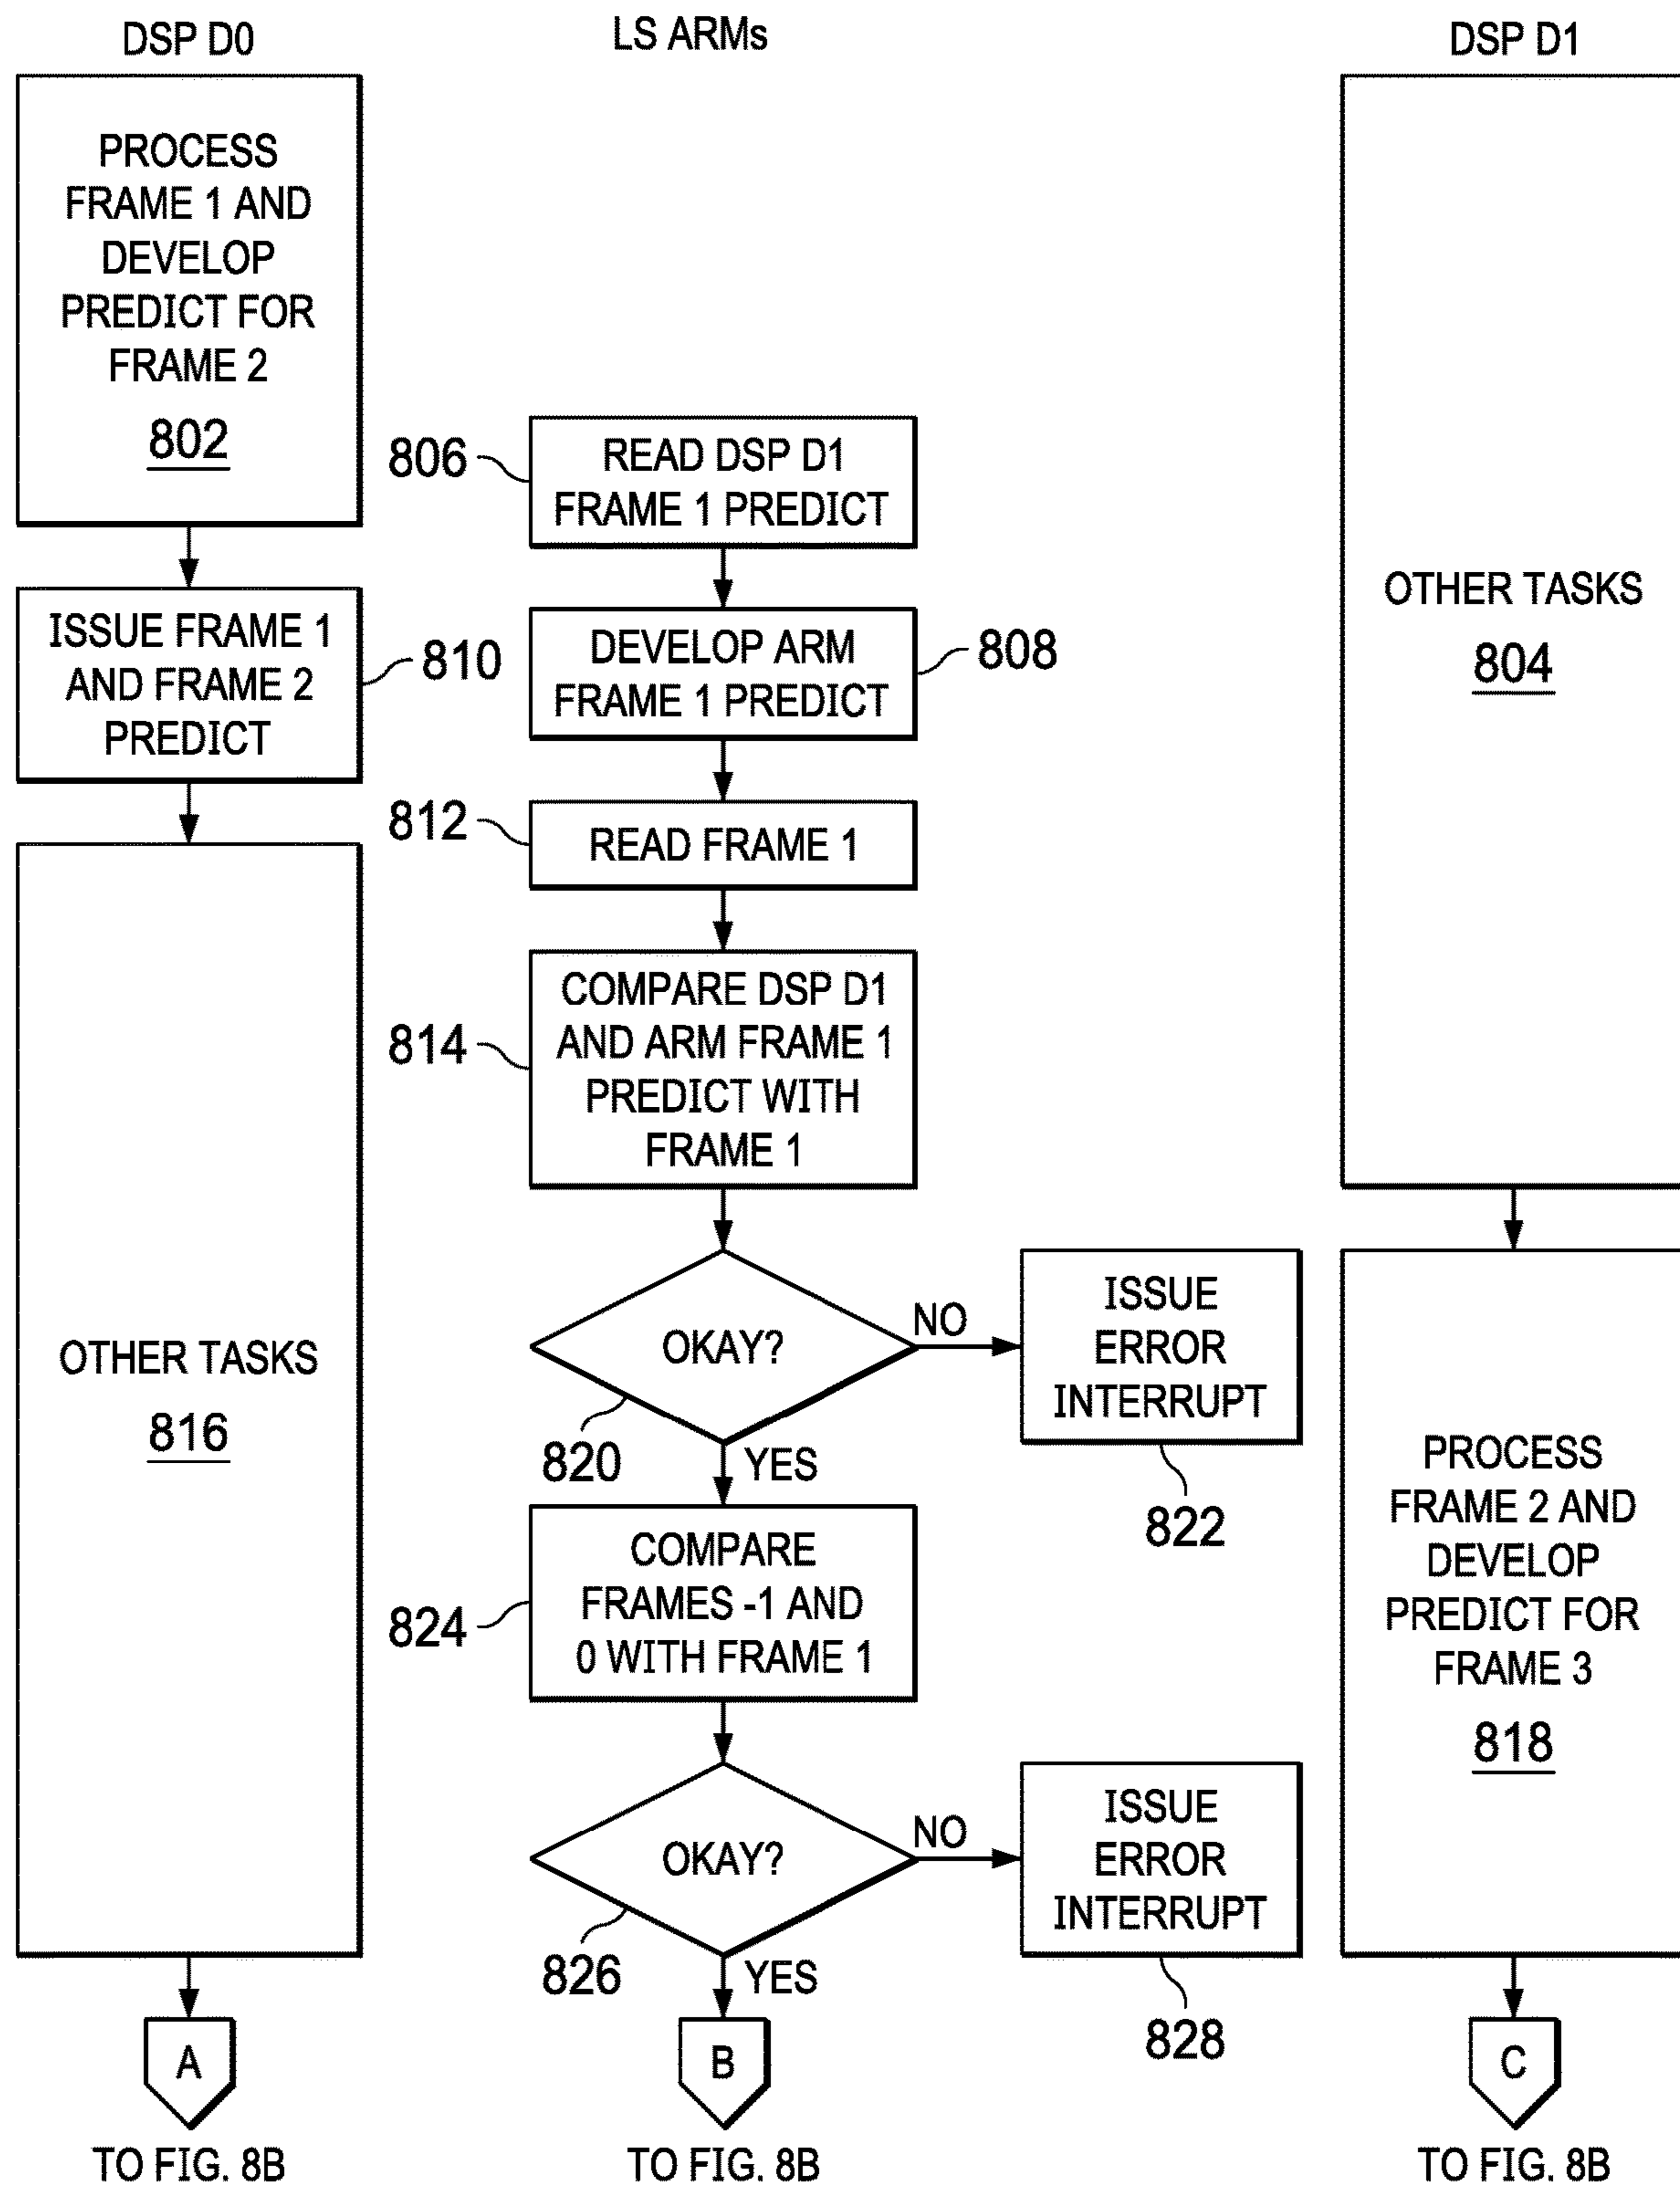 DSP D0
LS ARMs
DSP D1
PROCESS
FRAME 1 AND
DEVELOP
PREDICT FOR
FRAME 2
802
806
READ DSP D1
FRAME 1 PREDICT
OTHER TASKS
804
ISSUE FRAME 1
AND FRAME 2
PREDICT
810
DEVELOP ARM
FRAME 1 PREDICT
808
812
READ FRAME 1
814
COMPARE DSP D1
AND ARM FRAME 1
PREDICT WITH
FRAME 1
OTHER TASKS
816
OKAY?
820
NO
YES
ISSUE
ERROR
INTERRUPT
822
PROCESS
FRAME 2 AND
DEVELOP
PREDICT FOR
FRAME 3
818
824
COMPARE
FRAMES -1 AND
0 WITH FRAME 1
OKAY?
826
NO
YES
ISSUE
ERROR
INTERRUPT
828
A
B
C
TO FIG. 8B
TO FIG. 8B
TO FIG. 8B